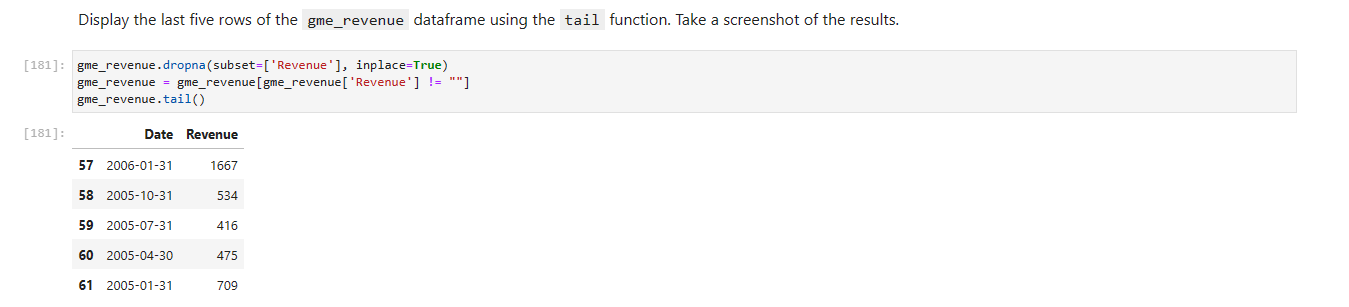 Display the last five rows of the gme_revenue dataframe using the tail function. Take a screenshot of the results.
[181]: gme_revenue.dropna(subset=['Revenue'], inplace=True)
gme_revenue = gme_revenue[gme_revenue['Revenue'] != ""]
gme_revenue.tail()
[181]: Date Revenue
57 2006-01-31 1667
58 2005-10-31 534
59 2005-07-31 416
60 2005-04-30 475
61 2005-01-31 709